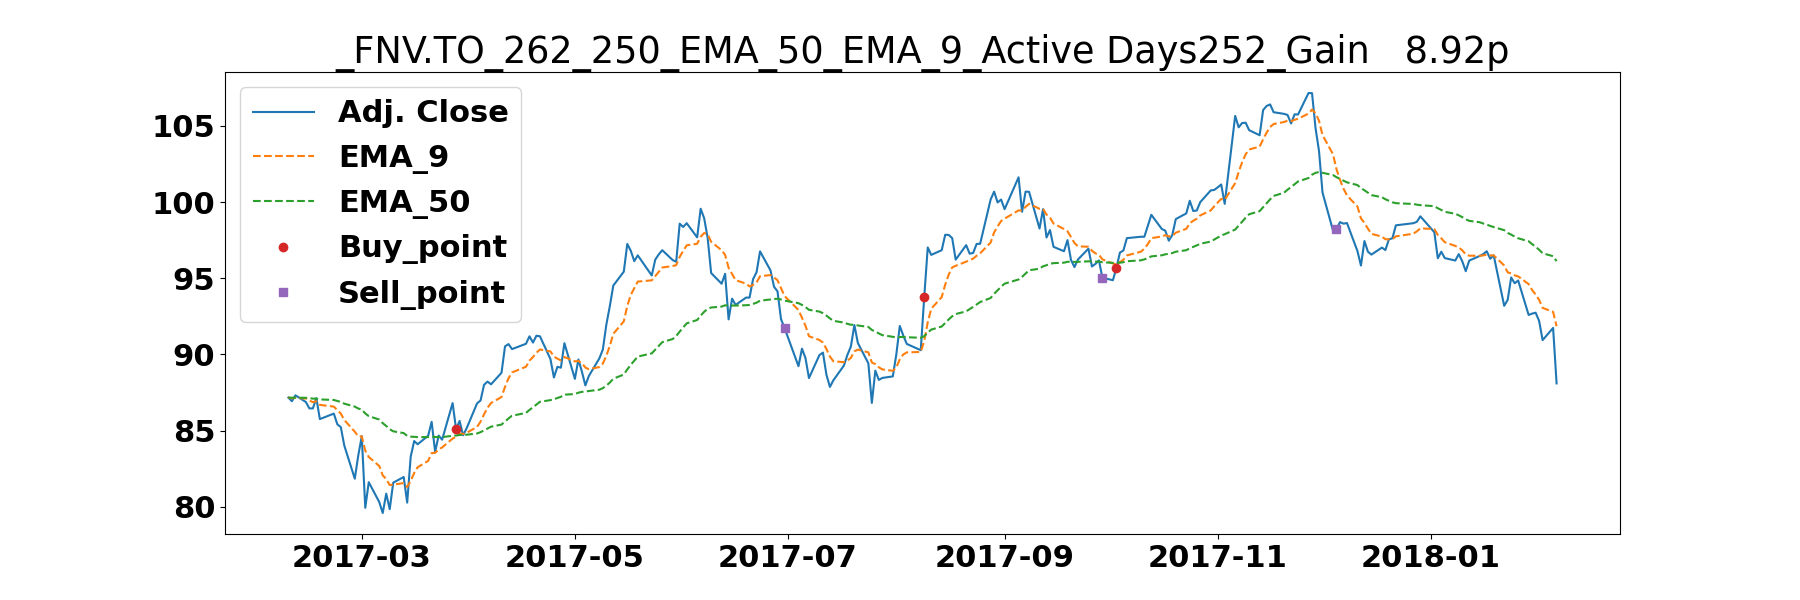 _FNV.TO_262_250_EMA_50_EMA_9_Active Days252_Gain   8.92p
Adj. Close
EMA_9
EMA_50
Buy_point
Sell_point
105
100
95
90
85
80
2017-03 2017-05 2017-07 2017-09 2017-11 2018-01